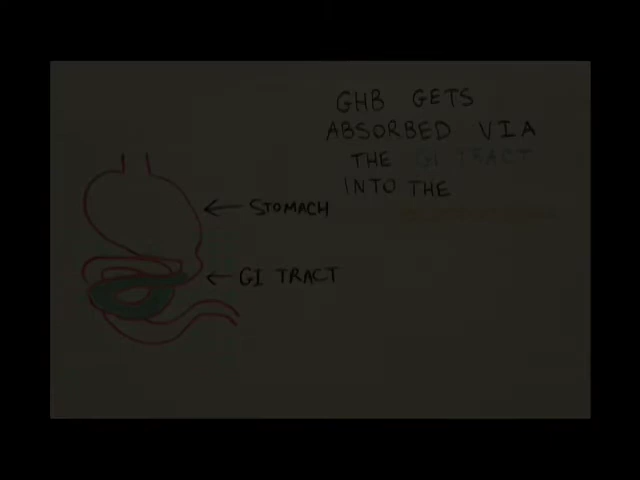 GHB GETS
ABSORBED VIA
THE GI TRACT
INTO THE
STOMACH
GI TRACT